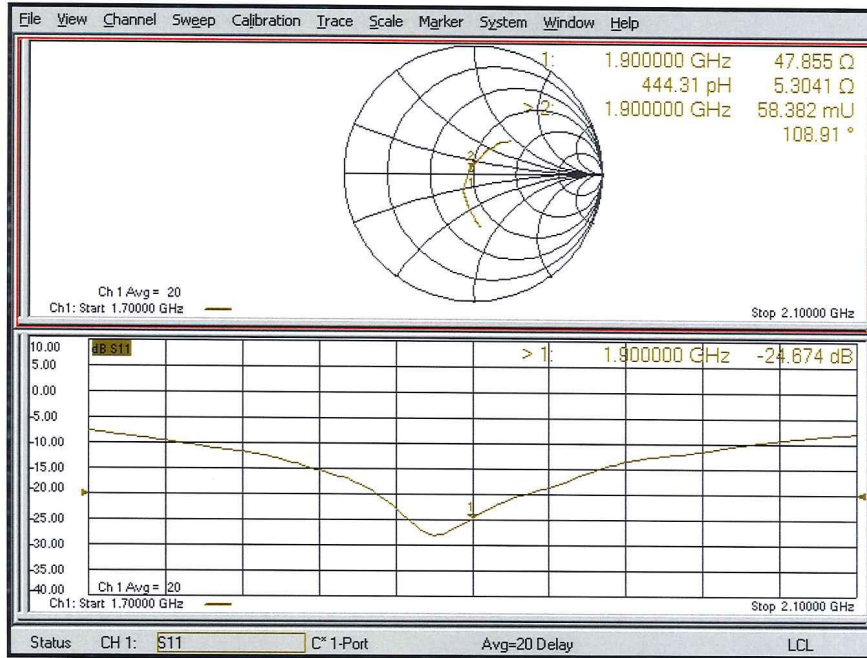 File View Channel Sweep Calibration Trace Scale Marker System Window Help
1: 1.900000 GHz 47.855 Ω
444.31 pH 5.3041 Ω
> 2: 1.900000 GHz 58.382 mU
108.91 °
2
1
Ch 1 Avg = 20
Ch1: Start 1.70000 GHz
Stop 2.10000 GHz
10.00
dB S11
> 1: 1.900000 GHz -24.674 dB
5.00
0.00
-5.00
-10.00
-15.00
-20.00
1
-25.00
-30.00
-35.00
-40.00
Ch 1 Avg = 20
Ch1: Start 1.70000 GHz
Stop 2.10000 GHz
Status CH 1: S11 C* 1-Port Avg=20 Delay LCL